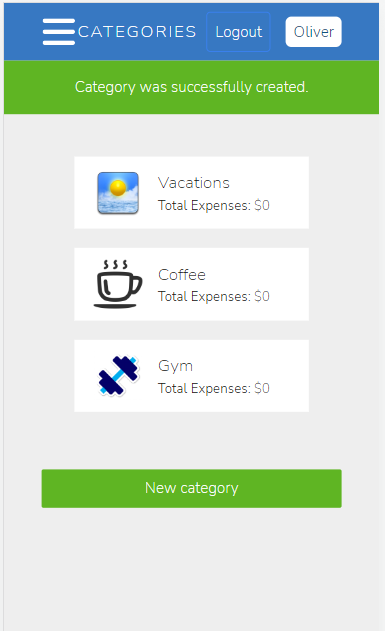 CATEGORIES Logout Oliver
Category was successfully created.
Vacations
Total Expenses: $0
Coffee
Total Expenses: $0
Gym
Total Expenses: $0
New category